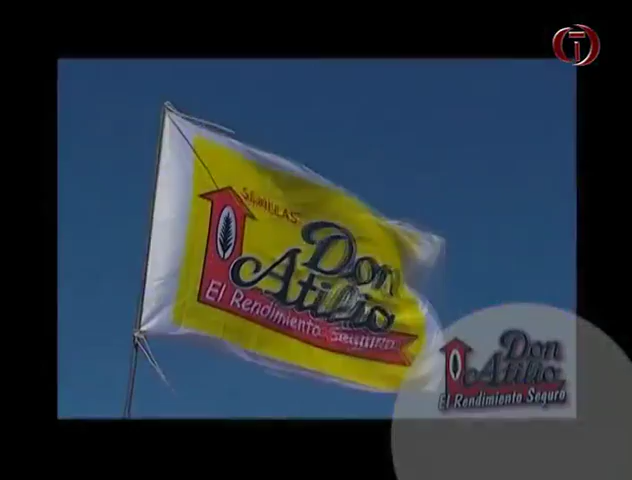 SEMILLAS
Don
Atilio
El Rendimiento Seguro
Don
Atilio
El Rendimiento Seguro